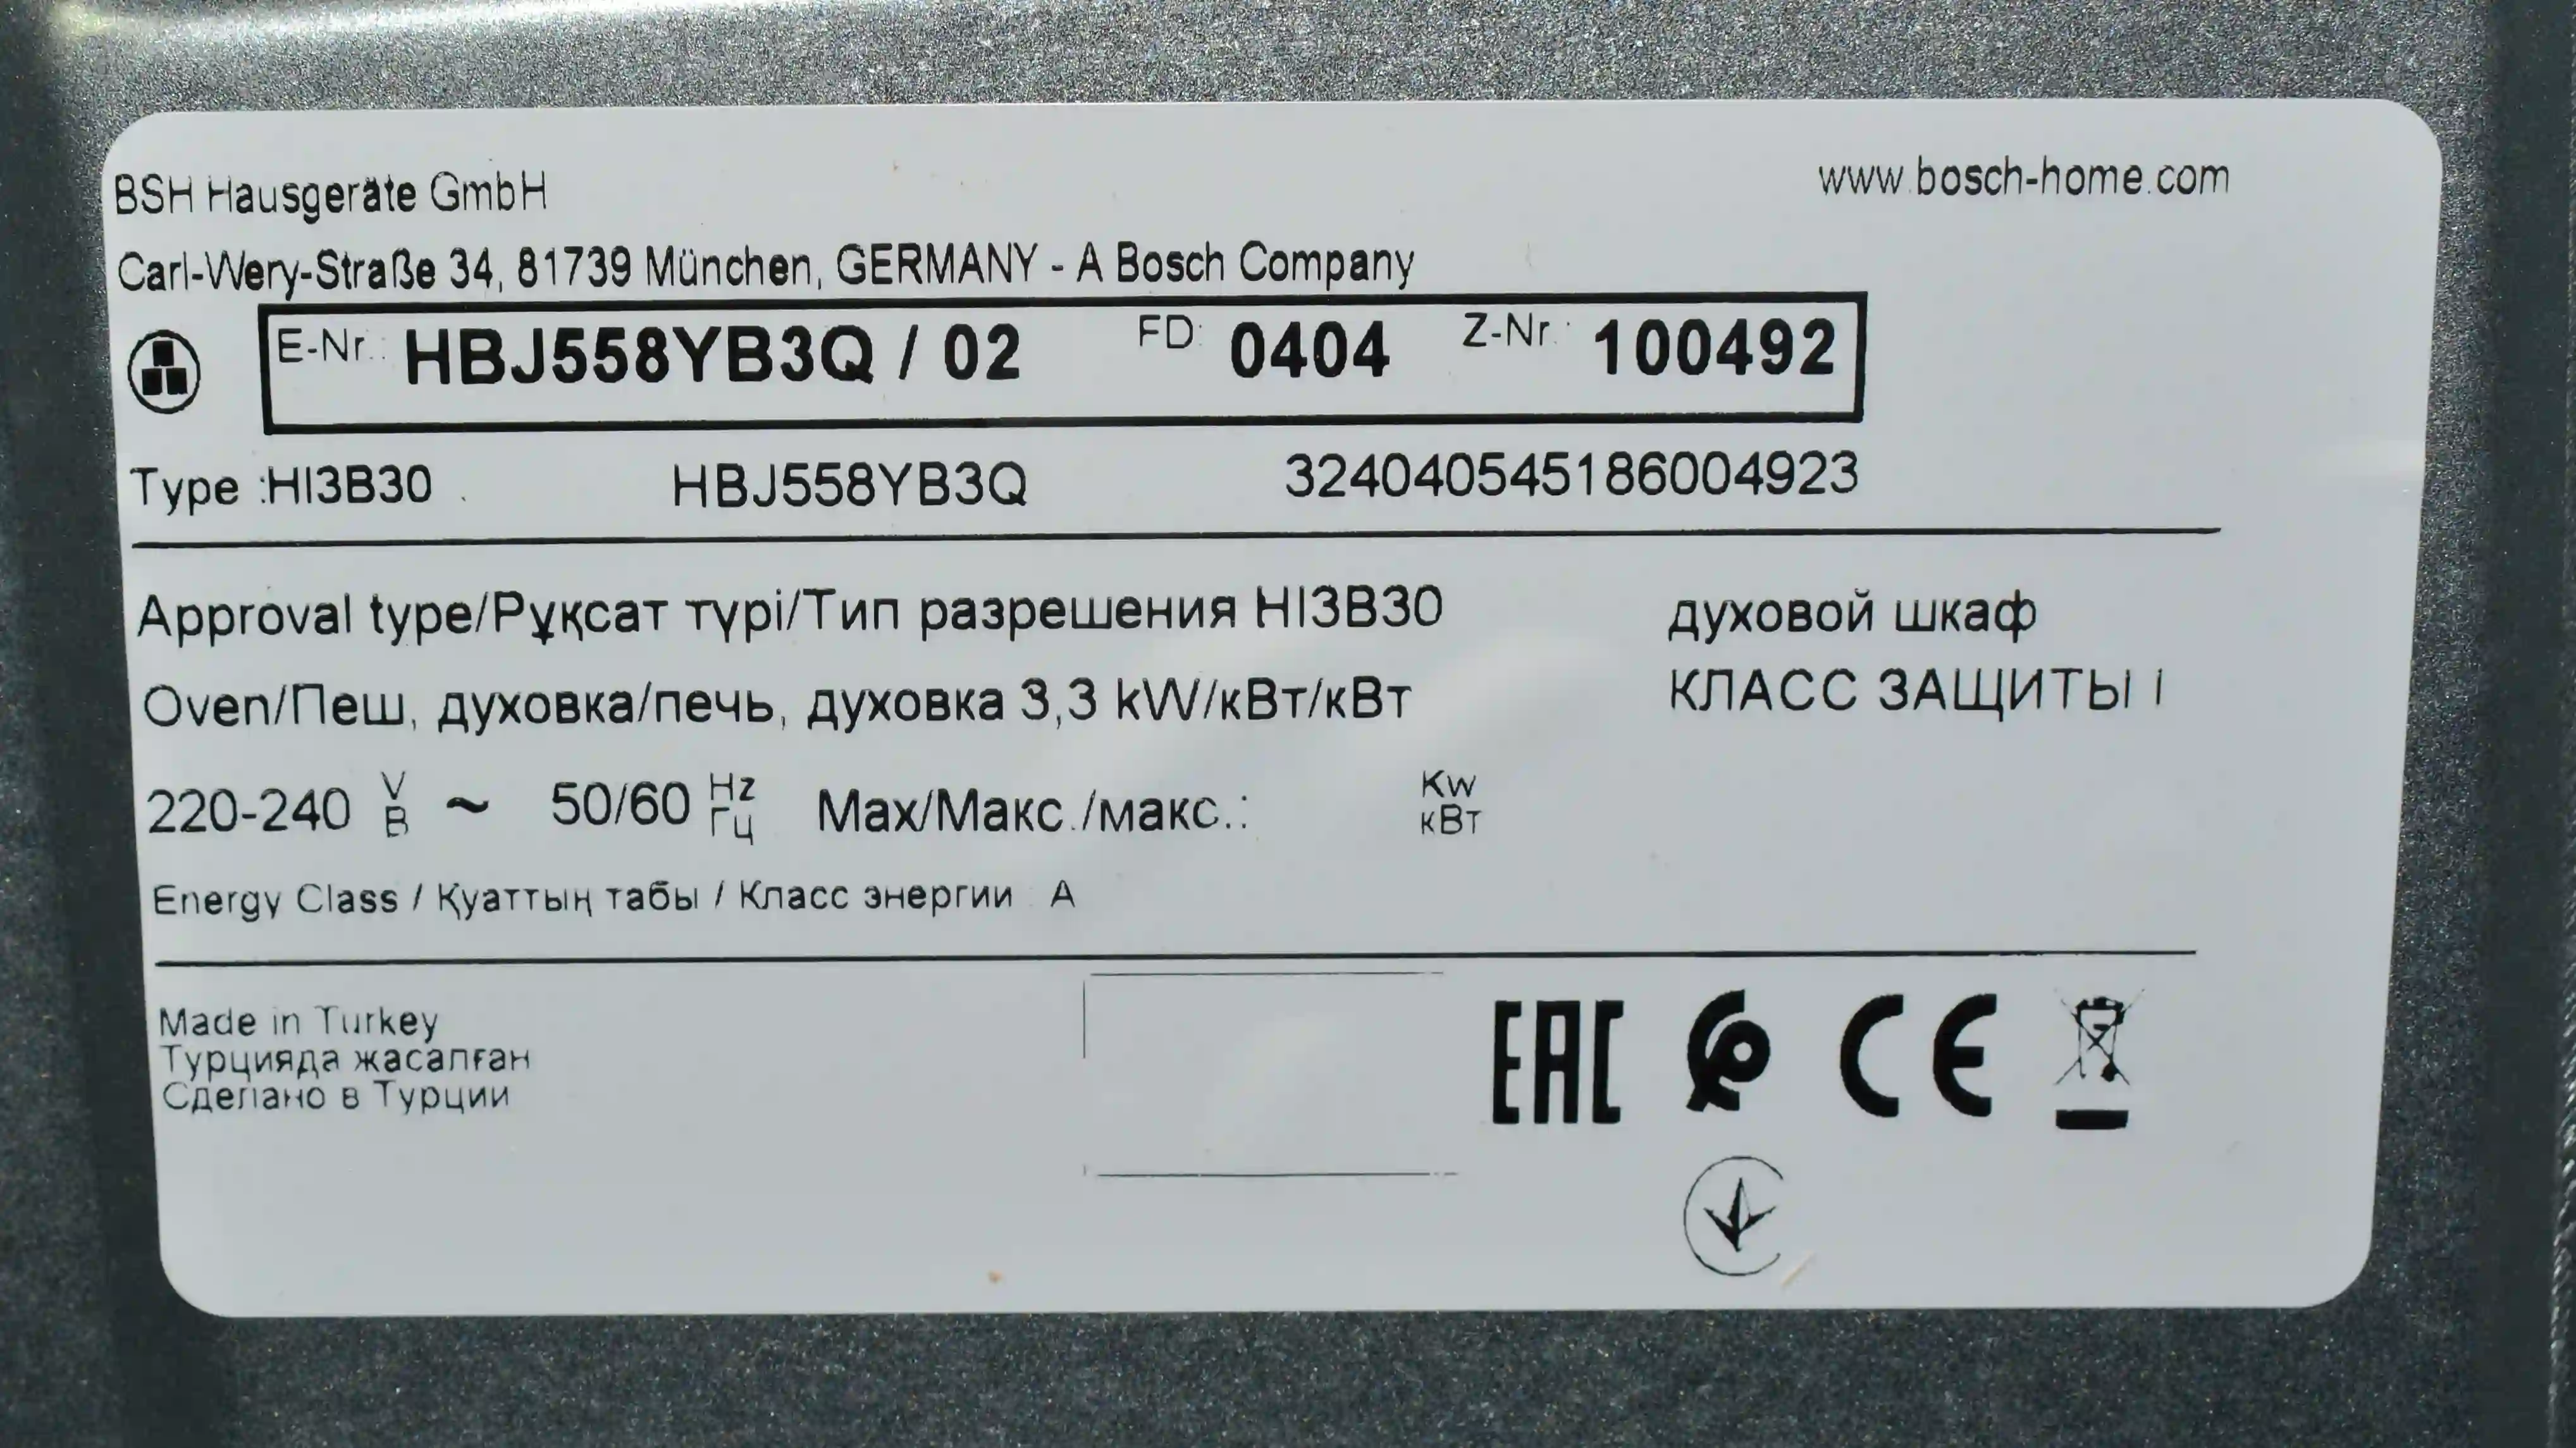 BSH Hausgeräte GmbH
www.bosch-home.com
Carl-Wery-Straße 34, 81739 München, GERMANY - A Bosch Company
E-Nr.: HBJ558YB3Q / 02 FD: 0404 Z-Nr.: 100492
Type :HI3B30 HBJ558YB3Q 324040545186004923
Approval type/Рұқсат түрі/Тип разрешения HI3B30 духовой шкаф
Oven/Пеш, духовка/печь, духовка 3,3 kW/кВт/кВт КЛАСС ЗАЩИТЫ I
220-240 V В ~ 50/60 Hz Гц Max/Макс./макс.: Kw кВт
Energy Class / Қуаттың табы / Класс энергии A
Made in Turkey
Турцияда жасалған
Сделано в Турции
EAC CE